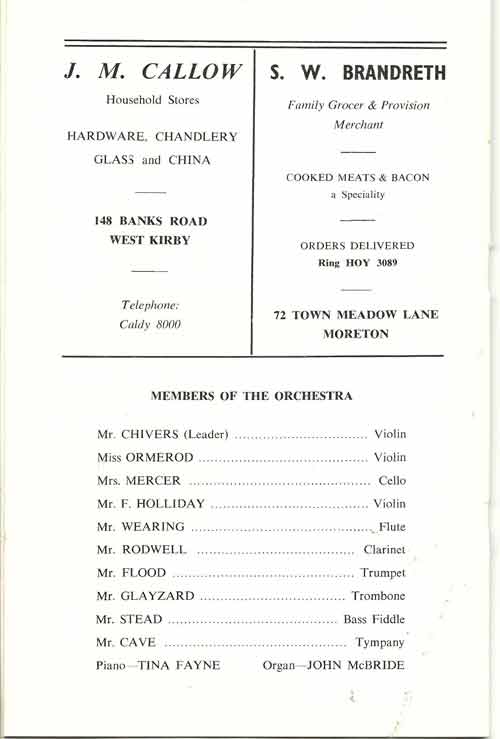 J. M. CALLOW
Household Stores
HARDWARE, CHANDLERY
GLASS and CHINA
148 BANKS ROAD
WEST KIRBY
Telephone:
Caldy 8000
S. W. BRANDRETH
Family Grocer & Provision
Merchant
COOKED MEATS & BACON
a Speciality
ORDERS DELIVERED
Ring HOY 3089
72 TOWN MEADOW LANE
MORETON
MEMBERS OF THE ORCHESTRA
Mr. CHIVERS (Leader) ................................ Violin
Miss ORMEROD ......................................... Violin
Mrs. MERCER ............................................ Cello
Mr. F. HOLLIDAY ...................................... Violin
Mr. WEARING ............................................ Flute
Mr. RODWELL ...................................... Clarinet
Mr. FLOOD ............................................ Trumpet
Mr. GLAYZARD ................................... Trombone
Mr. STEAD ......................................... Bass Fiddle
Mr. CAVE ............................................ Tympany
Piano—TINA FAYNE Organ—JOHN McBRIDE